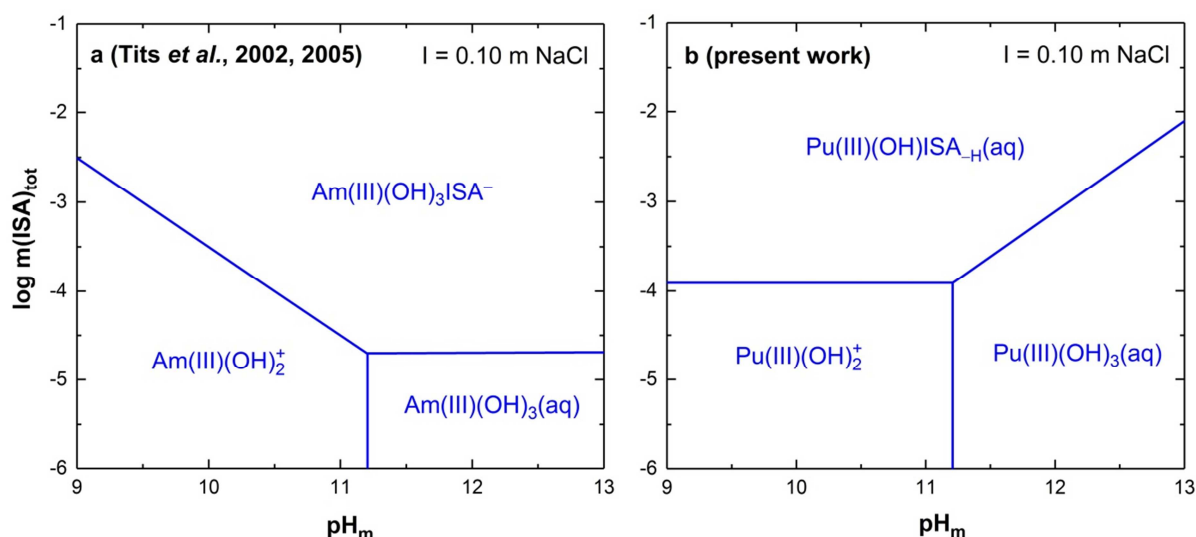 a (Tits et al., 2002, 2005) I = 0.10 m NaCl
Am(III)(OH)₃ISA⁻
Am(III)(OH)₂⁺
Am(III)(OH)₃(aq)
log m(ISA)tot
-1
-2
-3
-4
-5
-6
9 10 11 12 13
pHm
b (present work) I = 0.10 m NaCl
Pu(III)(OH)ISA₋H(aq)
Pu(III)(OH)₂⁺
Pu(III)(OH)₃(aq)
-1
-2
-3
-4
-5
-6
9 10 11 12 13
pHm